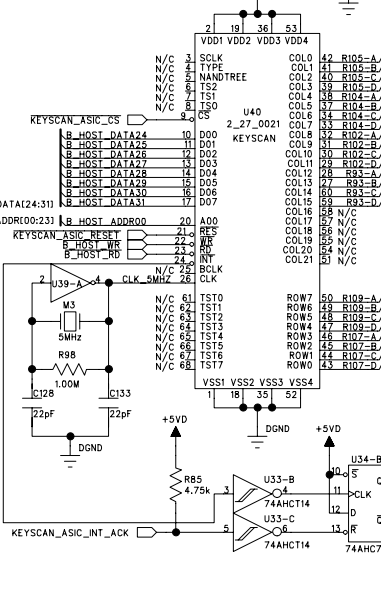 2 19 36 53
VDD1 VDD2 VDD3 VDD4
N/C 3 SCLK COL0 42 R105-A
N/C 4 TYPE COL1 41 R105-B
N/C 5 NANDTREE COL2 40 R105-C
N/C 6 TS2 COL3 39 R105-D
N/C 7 TS1 COL4 38 R104-A
N/C 8 TS0 COL5 37 R104-B
KEYSCAN_ASIC_CS 9 CS COL6 34 R104-C
U40 COL7 33 R104-D
2_27_0021
KEYSCAN
B_HOST_DATA24 10 D00 COL8 32 R102-A
B_HOST_DATA25 11 D01 COL9 31 R102-B
B_HOST_DATA26 12 D02 COL10 30 R102-C
B_HOST_DATA27 13 D03 COL11 29 R102-D
B_HOST_DATA28 14 D04 COL12 28 R93-A
B_HOST_DATA29 15 D05 COL13 27 R93-B
B_HOST_DATA30 16 D06 COL14 60 R93-C
DATA[24:31] B_HOST_DATA31 17 D07 COL15 59 R93-D
COL16 58 N/C
ADDR[00:23] B_HOST_ADDR00 20 A00 COL17 57 N/C
KEYSCAN_ASIC_RESET 21 RES COL18 56 N/C
B_HOST_WR 22 WR COL19 55 N/C
B_HOST_RD 23 RD COL20 54 N/C
24 INT COL21 51 N/C
N/C 25 BCLK
2 U39-A 4 CLK_5MHZ 26 CLK
N/C 61 TST0 ROW7 50 R109-A
N/C 62 TST1 ROW6 49 R109-B
N/C 63 TST2 ROW5 48 R109-C
N/C 64 TST3 ROW4 47 R109-D
N/C 65 TST4 ROW3 46 R107-A
N/C 66 TST5 ROW2 45 R107-B
N/C 67 TST6 ROW1 44 R107-C
N/C 68 TST7 ROW0 43 R107-D
M3
5MHz
R98
1.00M
VSS1 VSS2 VSS3 VSS4
1 18 35 52
C128 C133
22pF 22pF
DGND
+5VD
DGND
+5VD
R85
4.75k
U33-B
3 4
74AHCT14
U33-C
KEYSCAN_ASIC_INT_ACK 5 6
74AHCT14
U34-B
10 S
11 >CLK
12 D
13 R
74AHC7